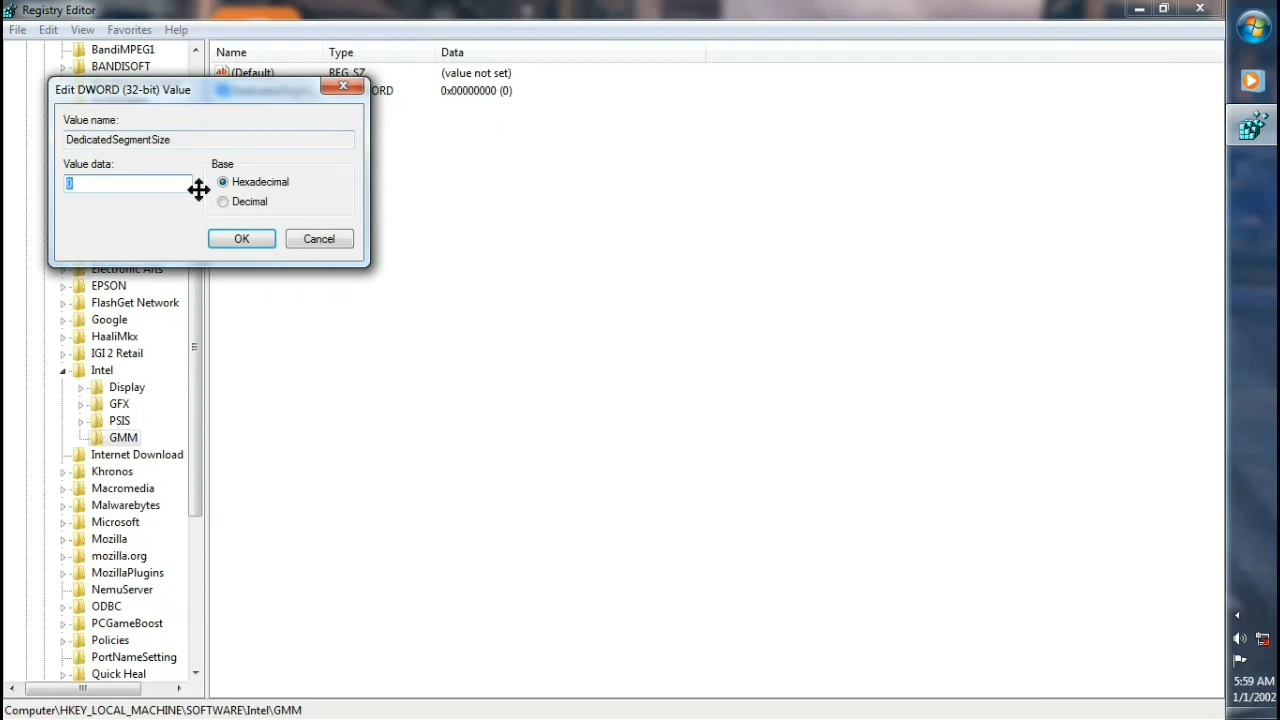 Registry Editor
File Edit View Favorites Help
BandiMPEG1
BANDISOFT
Name Type Data
(Default) REG_SZ (value not set)
0x00000000 (0)
Edit DWORD (32-bit) Value
Value name:
DedicatedSegmentSize
Value data:
0
Base
Hexadecimal
Decimal
OK Cancel
Electronic Arts
EPSON
FlashGet Network
Google
HaaliMkx
IGI 2 Retail
Intel
Display
GFX
PSIS
GMM
Internet Download
Khronos
Macromedia
Malwarebytes
Microsoft
Mozilla
mozilla.org
MozillaPlugins
NemuServer
ODBC
PCGameBoost
Policies
PortNameSetting
Quick Heal
Computer\HKEY_LOCAL_MACHINE\SOFTWARE\Intel\GMM
5:59 AM
1/1/2002